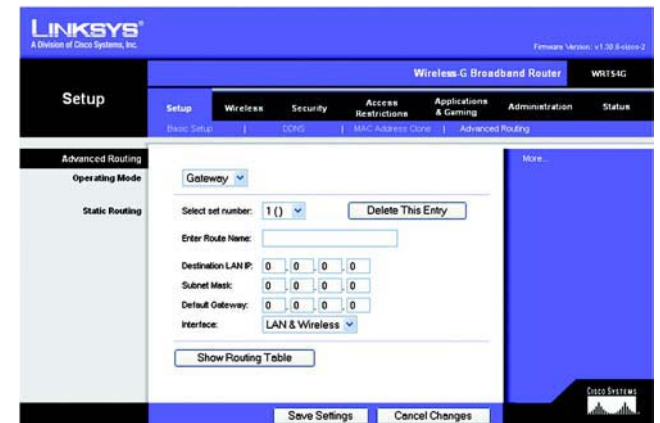 LINKSYS®
A Division of Cisco Systems, Inc.
Firmware Version: v1.30.8-cisco-2
Wireless-G Broadband Router WRT54G
Setup
Setup Wireless Security Access Restrictions Applications & Gaming Administration Status
Basic Setup | DDNS | MAC Address Clone | Advanced Routing
Advanced Routing
More...
Operating Mode Gateway
Static Routing Select set number: 1 () Delete This Entry
Enter Route Name:
Destination LAN IP: 0 . 0 . 0 . 0
Subnet Mask: 0 . 0 . 0 . 0
Default Gateway: 0 . 0 . 0 . 0
Interface: LAN & Wireless
Show Routing Table
Save Settings Cancel Changes
CISCO SYSTEMS